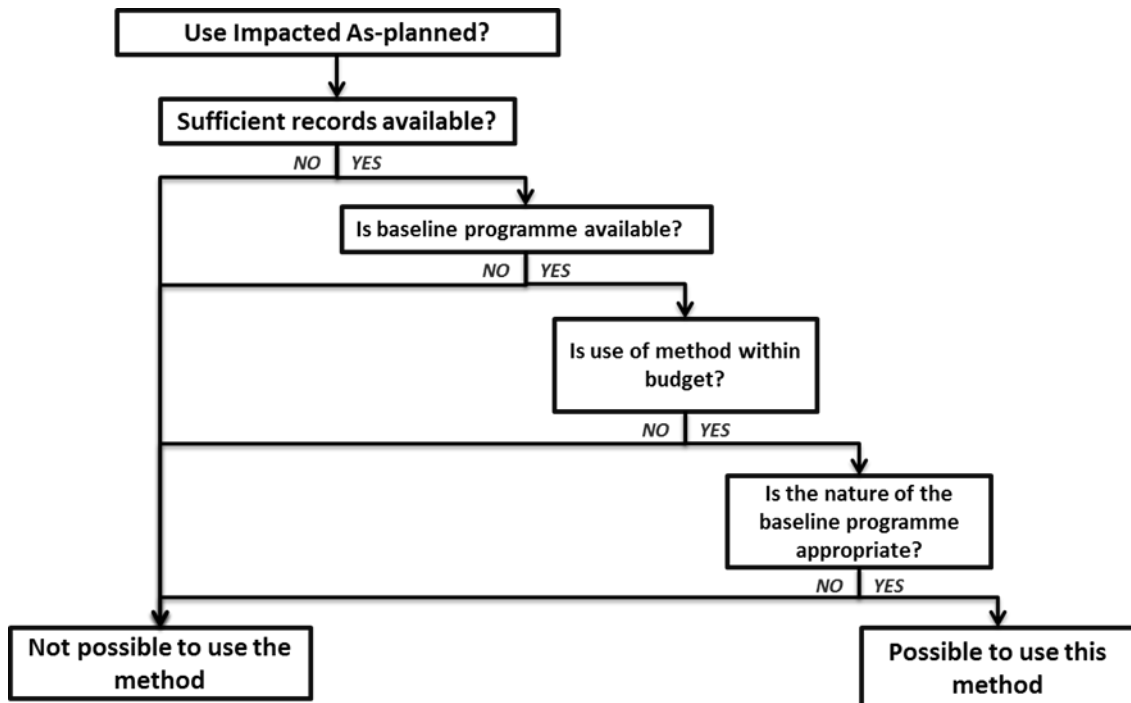 Use Impacted As-planned?
Sufficient records available?
NO YES
Is baseline programme available?
NO YES
Is use of method within
budget?
NO YES
Is the nature of the
baseline programme
appropriate?
NO YES
Not possible to use the
method
Possible to use this
method